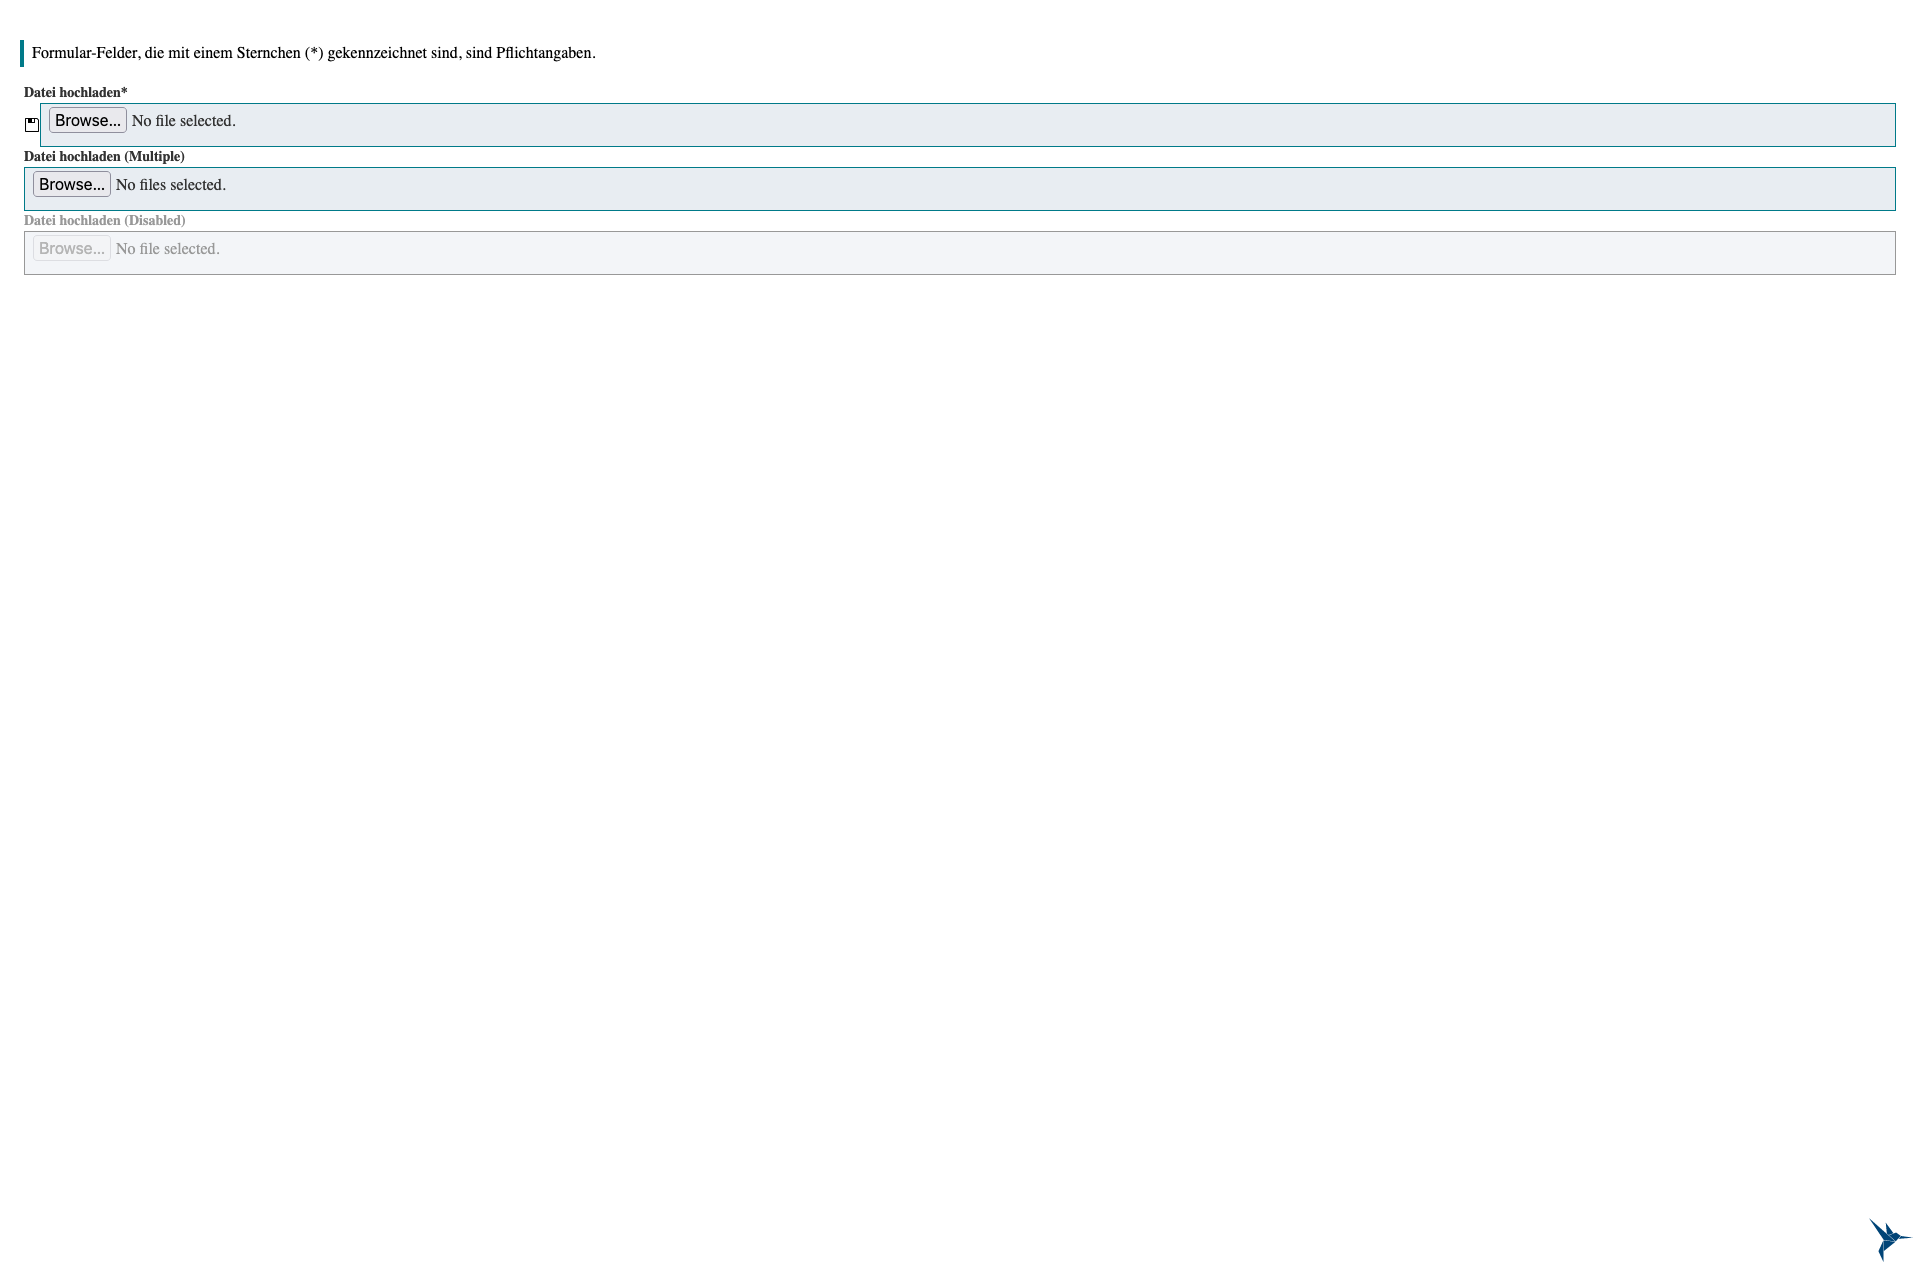 Formular-Felder, die mit einem Sternchen (*) gekennzeichnet sind, sind Pflichtangaben.
Datei hochladen*
Browse... No file selected.
Datei hochladen (Multiple)
Browse... No files selected.
Datei hochladen (Disabled)
Browse... No file selected.